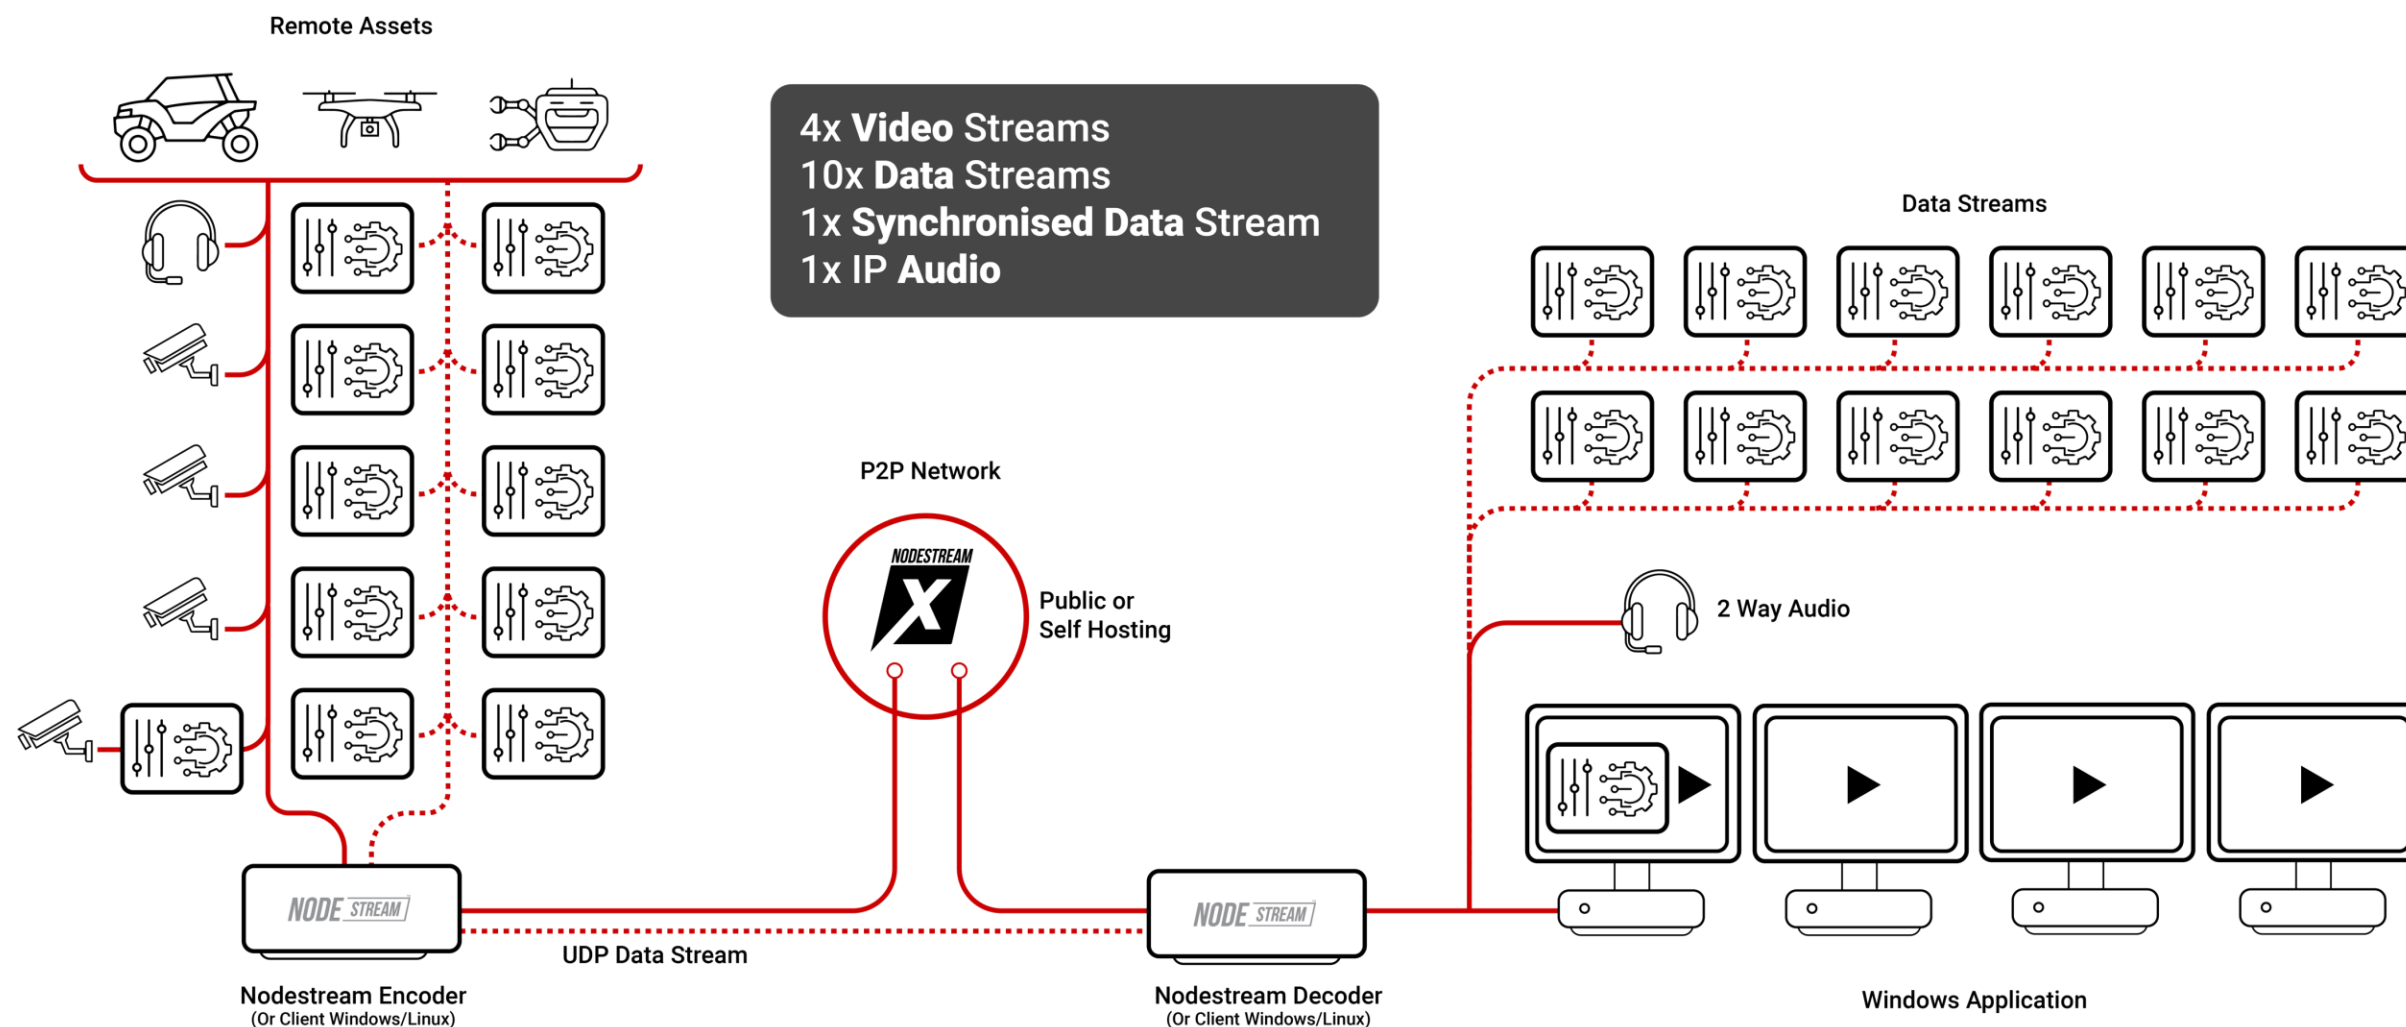 Remote Assets
4x Video Streams
10x Data Streams
1x Synchronised Data Stream
1x IP Audio
Data Streams
P2P Network
NODESTREAM
X
Public or
Self Hosting
2 Way Audio
NODE STREAM
UDP Data Stream
NODE STREAM
Nodestream Encoder
(Or Client Windows/Linux)
Nodestream Decoder
(Or Client Windows/Linux)
Windows Application